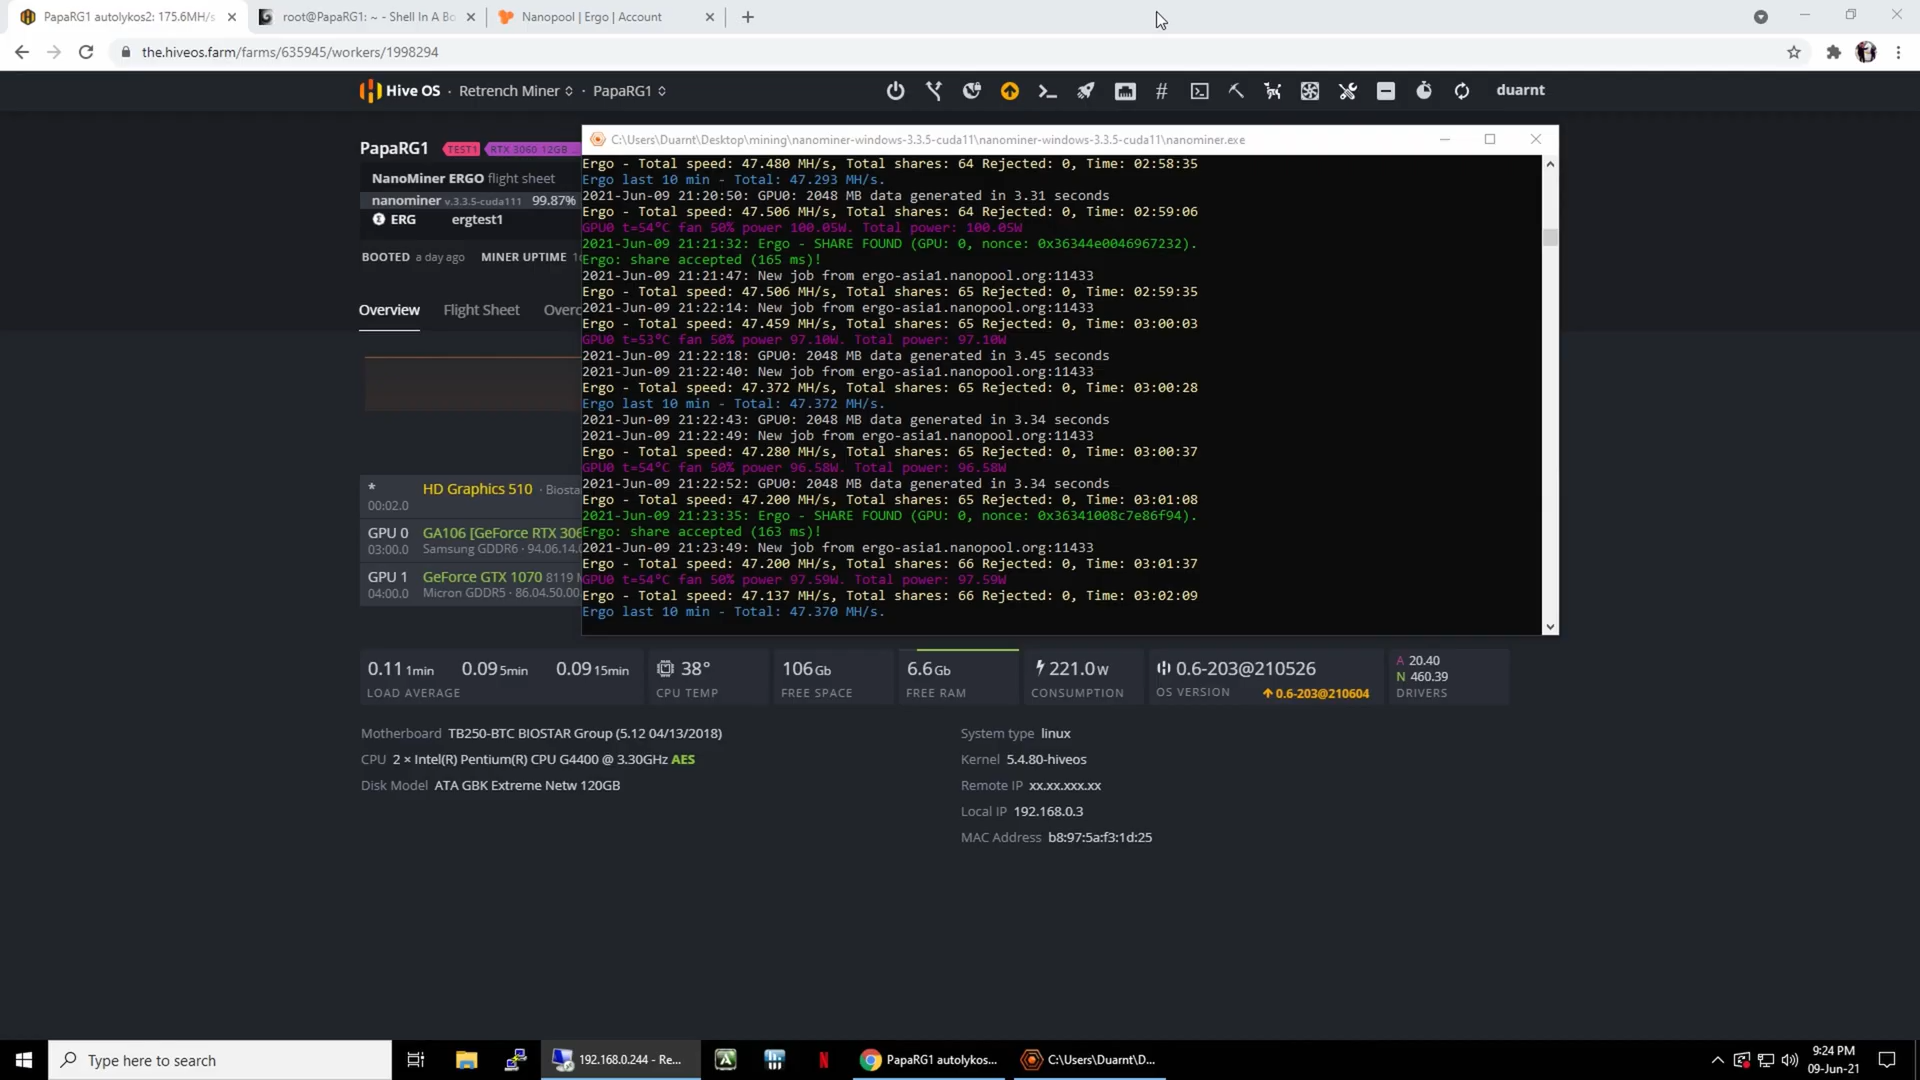 PapaRG1 autolykos2: 175.6MH/s
root@PapaRG1: ~ - Shell In A Bo
Nanopool | Ergo | Account
the.hiveos.farm/farms/635945/workers/1998294
Hive OS · Retrench Miner · PapaRG1
duarnt
PapaRG1 TEST1 RTX 3060 12GB
NanoMiner ERGO flight sheet
nanominer v.3.3.5-cuda111 99.87%
ERG ergtest1
BOOTED a day ago MINER UPTIME
Overview Flight Sheet Overc
* HD Graphics 510 · Biosta
00:02.0
GPU 0 GA106 [GeForce RTX 306
03:00.0 Samsung GDDR6 · 94.06.14.0
GPU 1 GeForce GTX 1070 8119 M
04:00.0 Micron GDDR5 · 86.04.50.00
C:\Users\Duarnt\Desktop\mining\nanominer-windows-3.3.5-cuda11\nanominer-windows-3.3.5-cuda11\nanominer.exe
Ergo - Total speed: 47.480 MH/s, Total shares: 64 Rejected: 0, Time: 02:58:35
Ergo last 10 min - Total: 47.293 MH/s.
2021-Jun-09 21:20:50: GPU0: 2048 MB data generated in 3.31 seconds
Ergo - Total speed: 47.506 MH/s, Total shares: 64 Rejected: 0, Time: 02:59:06
GPU0 t=54°C fan 50% power 100.05W. Total power: 100.05W
2021-Jun-09 21:21:32: Ergo - SHARE FOUND (GPU: 0, nonce: 0x36344e0046967232).
Ergo: share accepted (165 ms)!
2021-Jun-09 21:21:47: New job from ergo-asia1.nanopool.org:11433
Ergo - Total speed: 47.506 MH/s, Total shares: 65 Rejected: 0, Time: 02:59:35
2021-Jun-09 21:22:14: New job from ergo-asia1.nanopool.org:11433
Ergo - Total speed: 47.459 MH/s, Total shares: 65 Rejected: 0, Time: 03:00:03
GPU0 t=53°C fan 50% power 97.10W. Total power: 97.10W
2021-Jun-09 21:22:18: GPU0: 2048 MB data generated in 3.45 seconds
2021-Jun-09 21:22:40: New job from ergo-asia1.nanopool.org:11433
Ergo - Total speed: 47.372 MH/s, Total shares: 65 Rejected: 0, Time: 03:00:28
Ergo last 10 min - Total: 47.372 MH/s.
2021-Jun-09 21:22:43: GPU0: 2048 MB data generated in 3.34 seconds
2021-Jun-09 21:22:49: New job from ergo-asia1.nanopool.org:11433
Ergo - Total speed: 47.280 MH/s, Total shares: 65 Rejected: 0, Time: 03:00:37
GPU0 t=54°C fan 50% power 96.58W. Total power: 96.58W
2021-Jun-09 21:22:52: GPU0: 2048 MB data generated in 3.34 seconds
Ergo - Total speed: 47.200 MH/s, Total shares: 65 Rejected: 0, Time: 03:01:08
2021-Jun-09 21:23:35: Ergo - SHARE FOUND (GPU: 0, nonce: 0x36341008c7e86f94).
Ergo: share accepted (163 ms)!
2021-Jun-09 21:23:49: New job from ergo-asia1.nanopool.org:11433
Ergo - Total speed: 47.200 MH/s, Total shares: 66 Rejected: 0, Time: 03:01:37
GPU0 t=54°C fan 50% power 97.59W. Total power: 97.59W
Ergo - Total speed: 47.137 MH/s, Total shares: 66 Rejected: 0, Time: 03:02:09
Ergo last 10 min - Total: 47.370 MH/s.
0.11 1min 0.09 5min 0.09 15min
LOAD AVERAGE
38°
CPU TEMP
106 Gb
FREE SPACE
6.6 Gb
FREE RAM
221.0 W
CONSUMPTION
0.6-203@210526
OS VERSION 0.6-203@210604
A 20.40
N 460.39
DRIVERS
Motherboard TB250-BTC BIOSTAR Group (5.12 04/13/2018)
CPU 2 × Intel(R) Pentium(R) CPU G4400 @ 3.30GHz AES
Disk Model ATA GBK Extreme Netw 120GB
System type linux
Kernel 5.4.80-hiveos
Remote IP xx.xx.xxx.xx
Local IP 192.168.0.3
MAC Address b8:97:5a:f3:1d:25
Type here to search
192.168.0.244 - Re...
PapaRG1 autolykos...
C:\Users\Duarnt\D...
9:24 PM
09-Jun-21